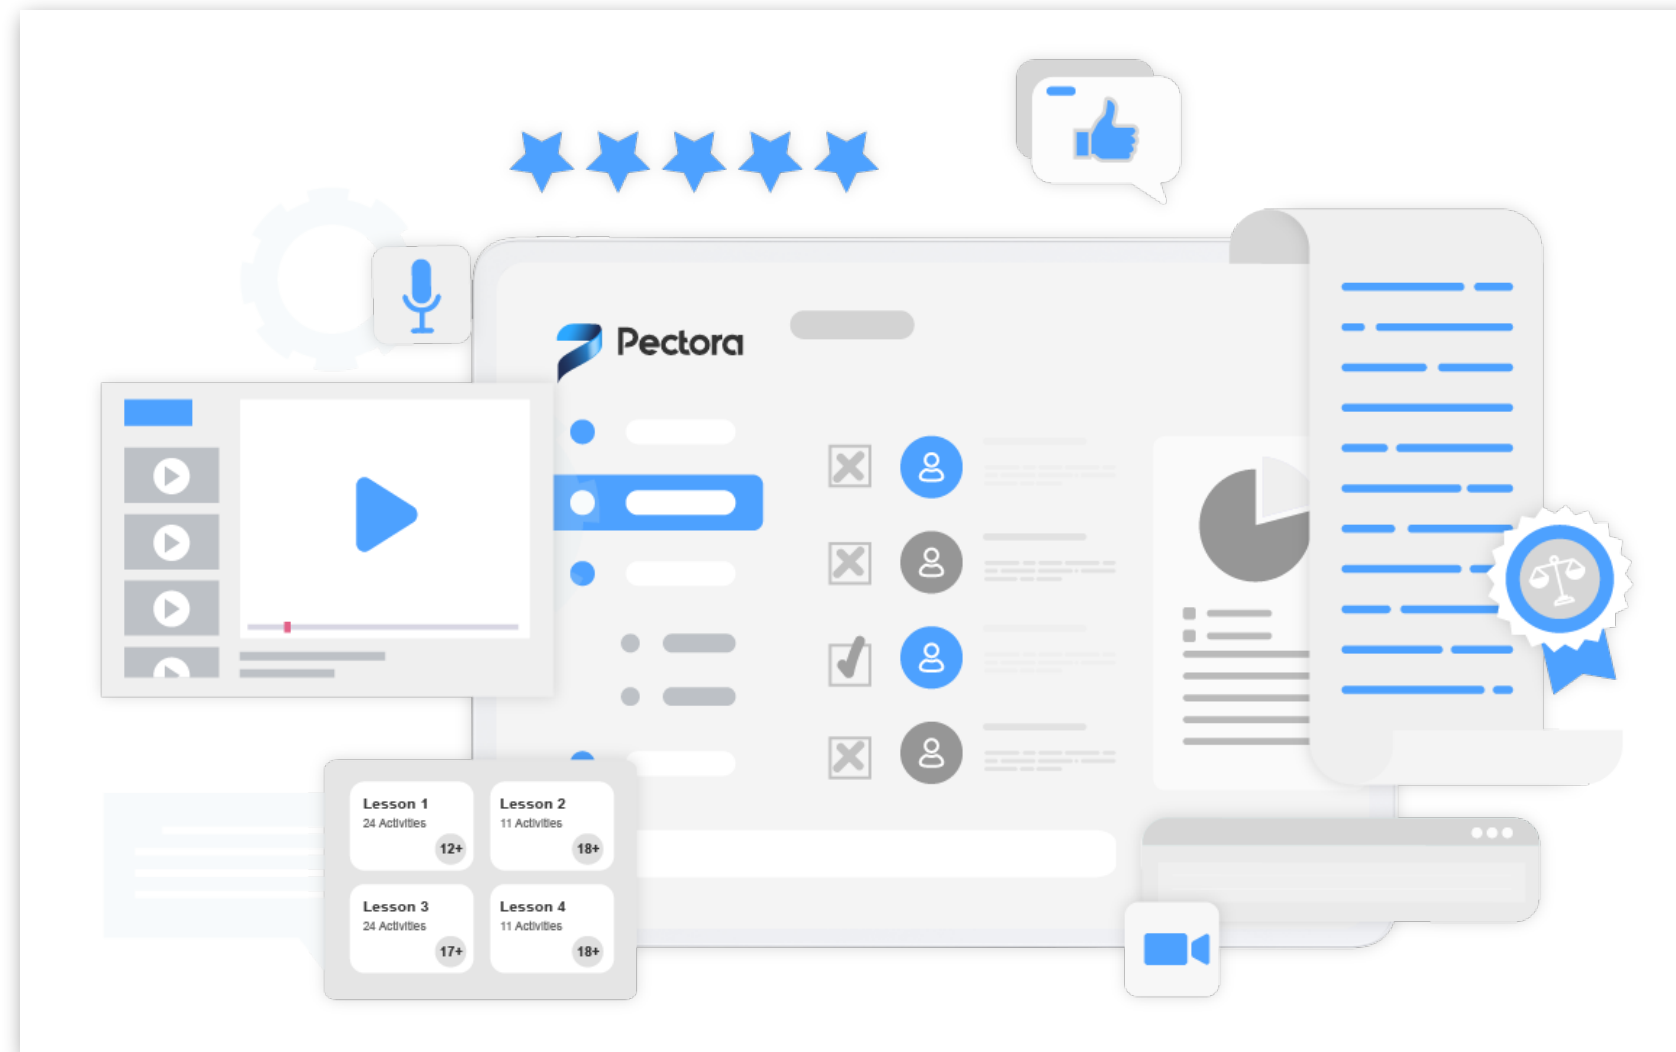 Pectora
Lesson 1
24 Activities
12+
Lesson 2
11 Activities
18+
Lesson 3
24 Activities
17+
Lesson 4
11 Activities
18+